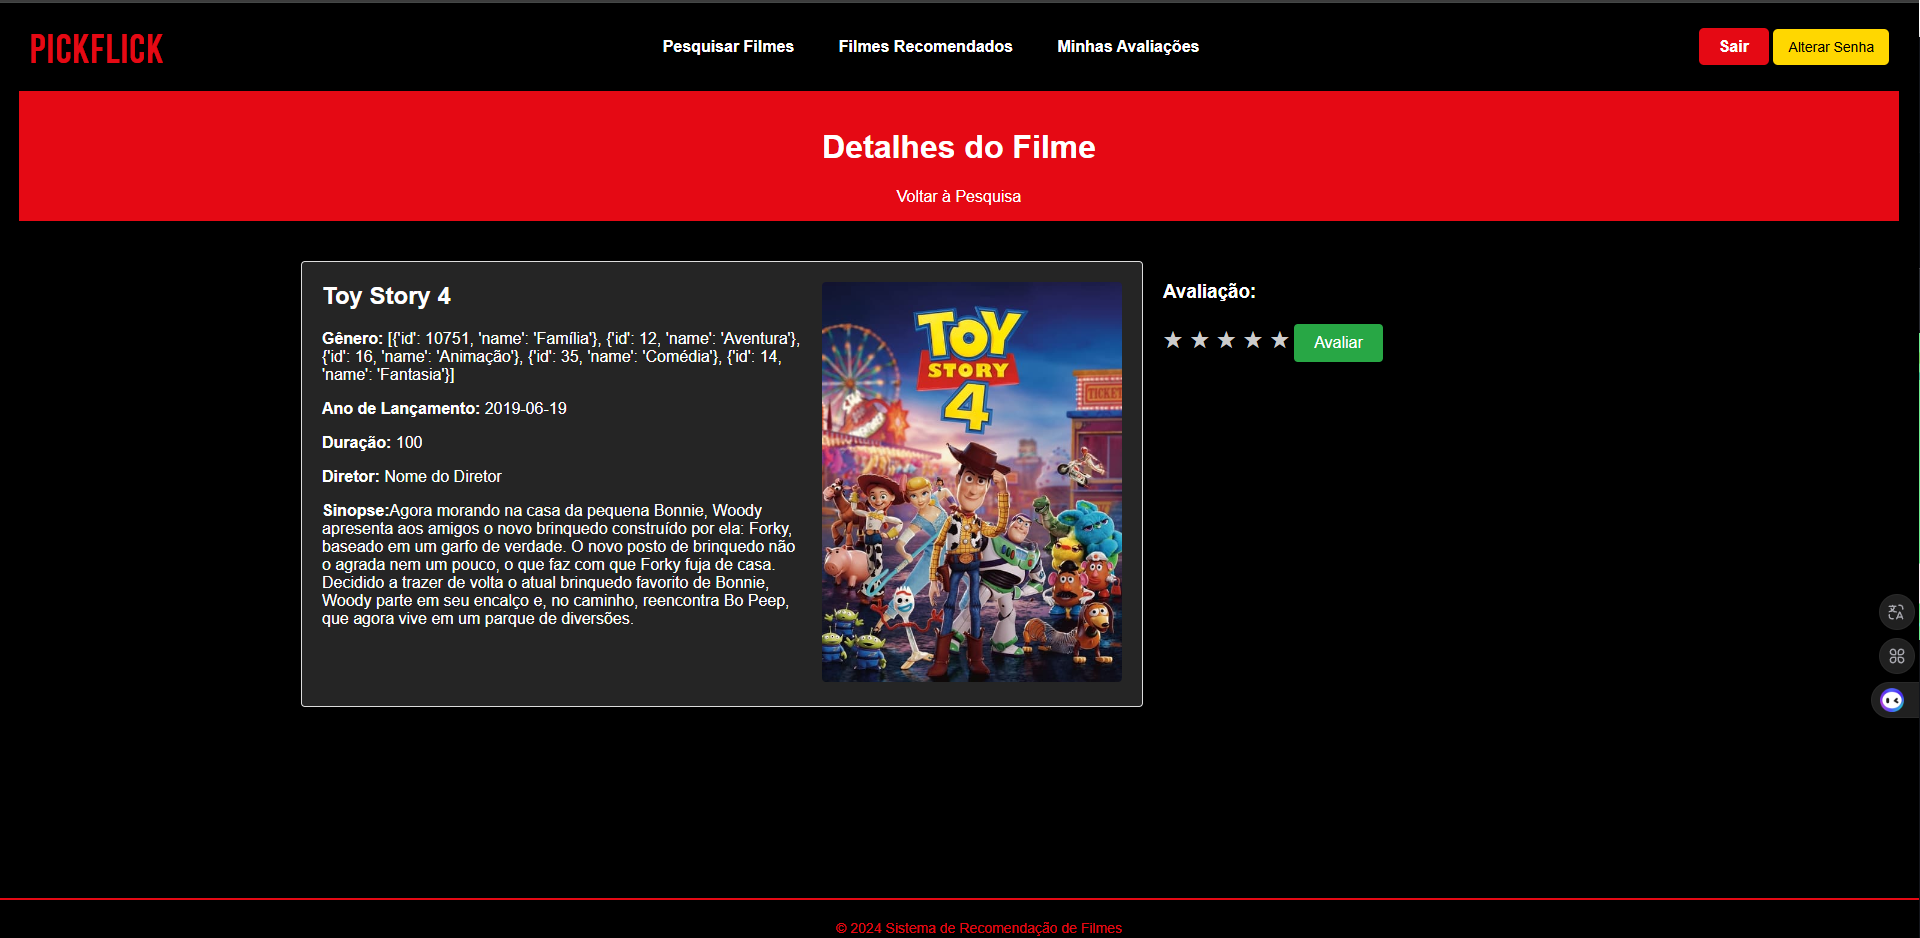 PICKFLICK
Pesquisar Filmes
Filmes Recomendados
Minhas Avaliações
Sair
Alterar Senha
Detalhes do Filme
Voltar à Pesquisa
Toy Story 4
Gênero: [{'id': 10751, 'name': 'Família'}, {'id': 12, 'name': 'Aventura'},
{'id': 16, 'name': 'Animação'}, {'id': 35, 'name': 'Comédia'}, {'id': 14,
'name': 'Fantasia'}]
Ano de Lançamento: 2019-06-19
Duração: 100
Diretor: Nome do Diretor
Sinopse:Agora morando na casa da pequena Bonnie, Woody
apresenta aos amigos o novo brinquedo construído por ela: Forky,
baseado em um garfo de verdade. O novo posto de brinquedo não
o agrada nem um pouco, o que faz com que Forky fuja de casa.
Decidido a trazer de volta o atual brinquedo favorito de Bonnie,
Woody parte em seu encalço e, no caminho, reencontra Bo Peep,
que agora vive em um parque de diversões.
TOY
STORY
4
Avaliação:
★ ★ ★ ★ ★ Avaliar
© 2024 Sistema de Recomendação de Filmes